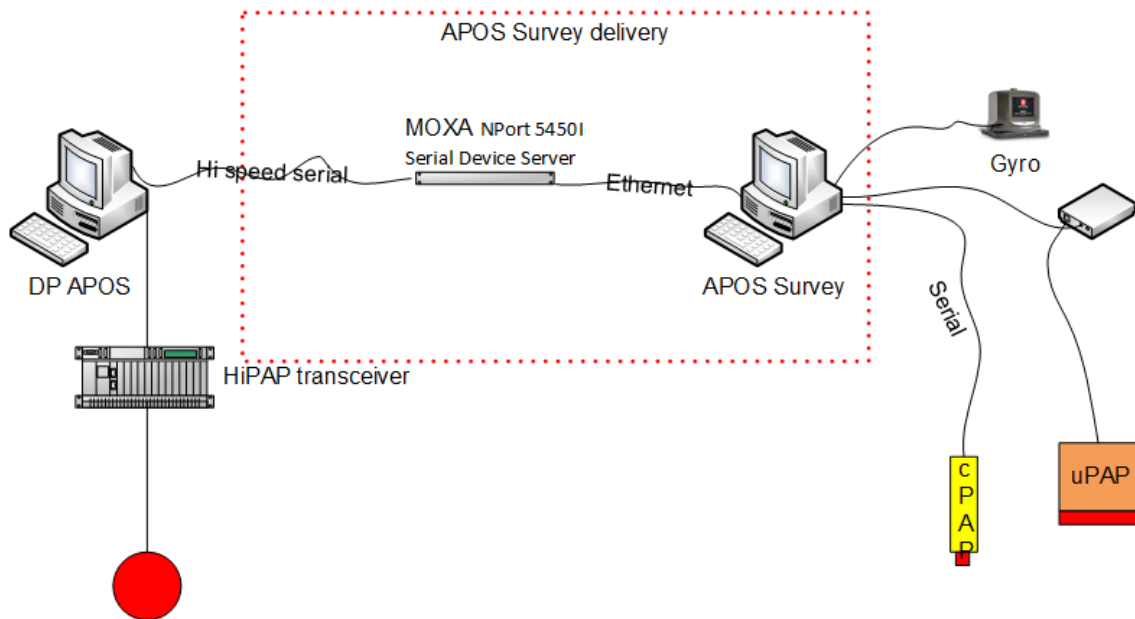 APOS Survey delivery
MOXA NPort 5450I
Serial Device Server
Hi speed serial
Ethernet
Gyro
DP APOS
APOS Survey
Serial
HiPAP transceiver
cPAP
uPAP